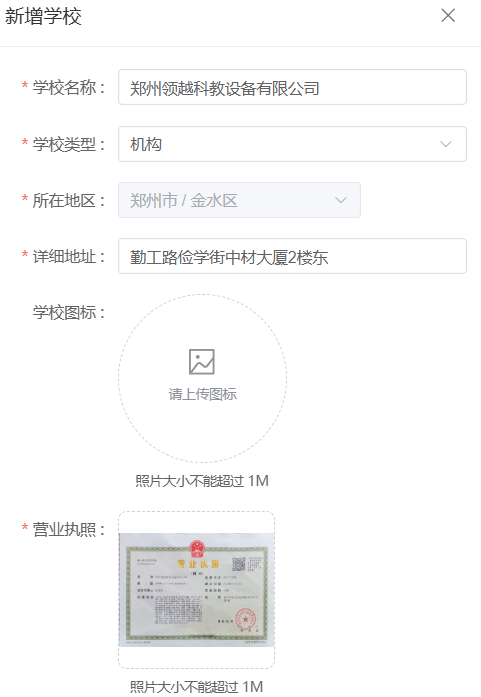 新增学校
* 学校名称： 郑州领越科教设备有限公司
* 学校类型： 机构
* 所在地区： 郑州市 / 金水区
* 详细地址： 勤工路俭学街中材大厦2楼东
学校图标：
请上传图标
照片大小不能超过 1M
* 营业执照：
营业执照
照片大小不能超过 1M